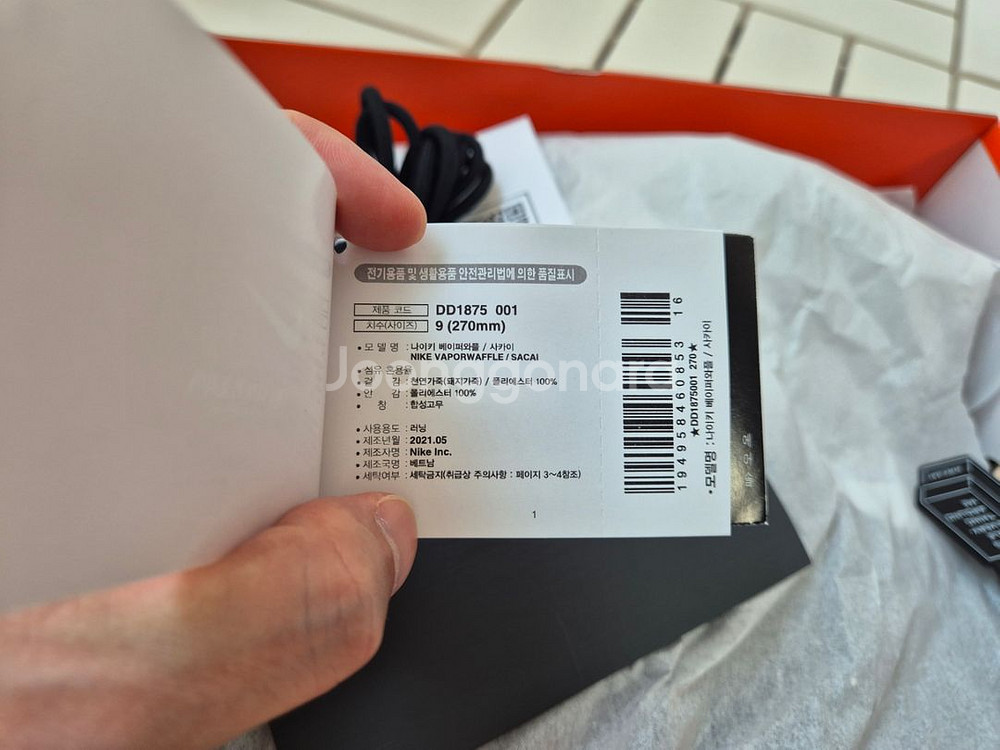 전기용품 및 생활용품 안전관리법에 의한 품질표시
제품 코드 DD1875 001
치수(사이즈) 9 (270mm)
• 모 델 명 : 나이키 베이퍼와플 / 사카이
NIKE VAPORWAFFLE / SACAI
• 섬유 혼용율
• 겉 감 : 천연가죽(돼지가죽) / 폴리에스터 100%
• 안 감 : 폴리에스터 100%
• 창 : 합성고무
• 사용용도 : 러닝
• 제조년월 : 2021.05
• 제조자명 : Nike Inc.
• 제조국명 : 베트남
• 세탁여부 : 세탁금지(취급상 주의사항 : 페이지 3~4참조)
1
194958460853 16
★DD1875001 270★
• 모델명 : 나이키 베이퍼와플 / 사카이
Joonggonara